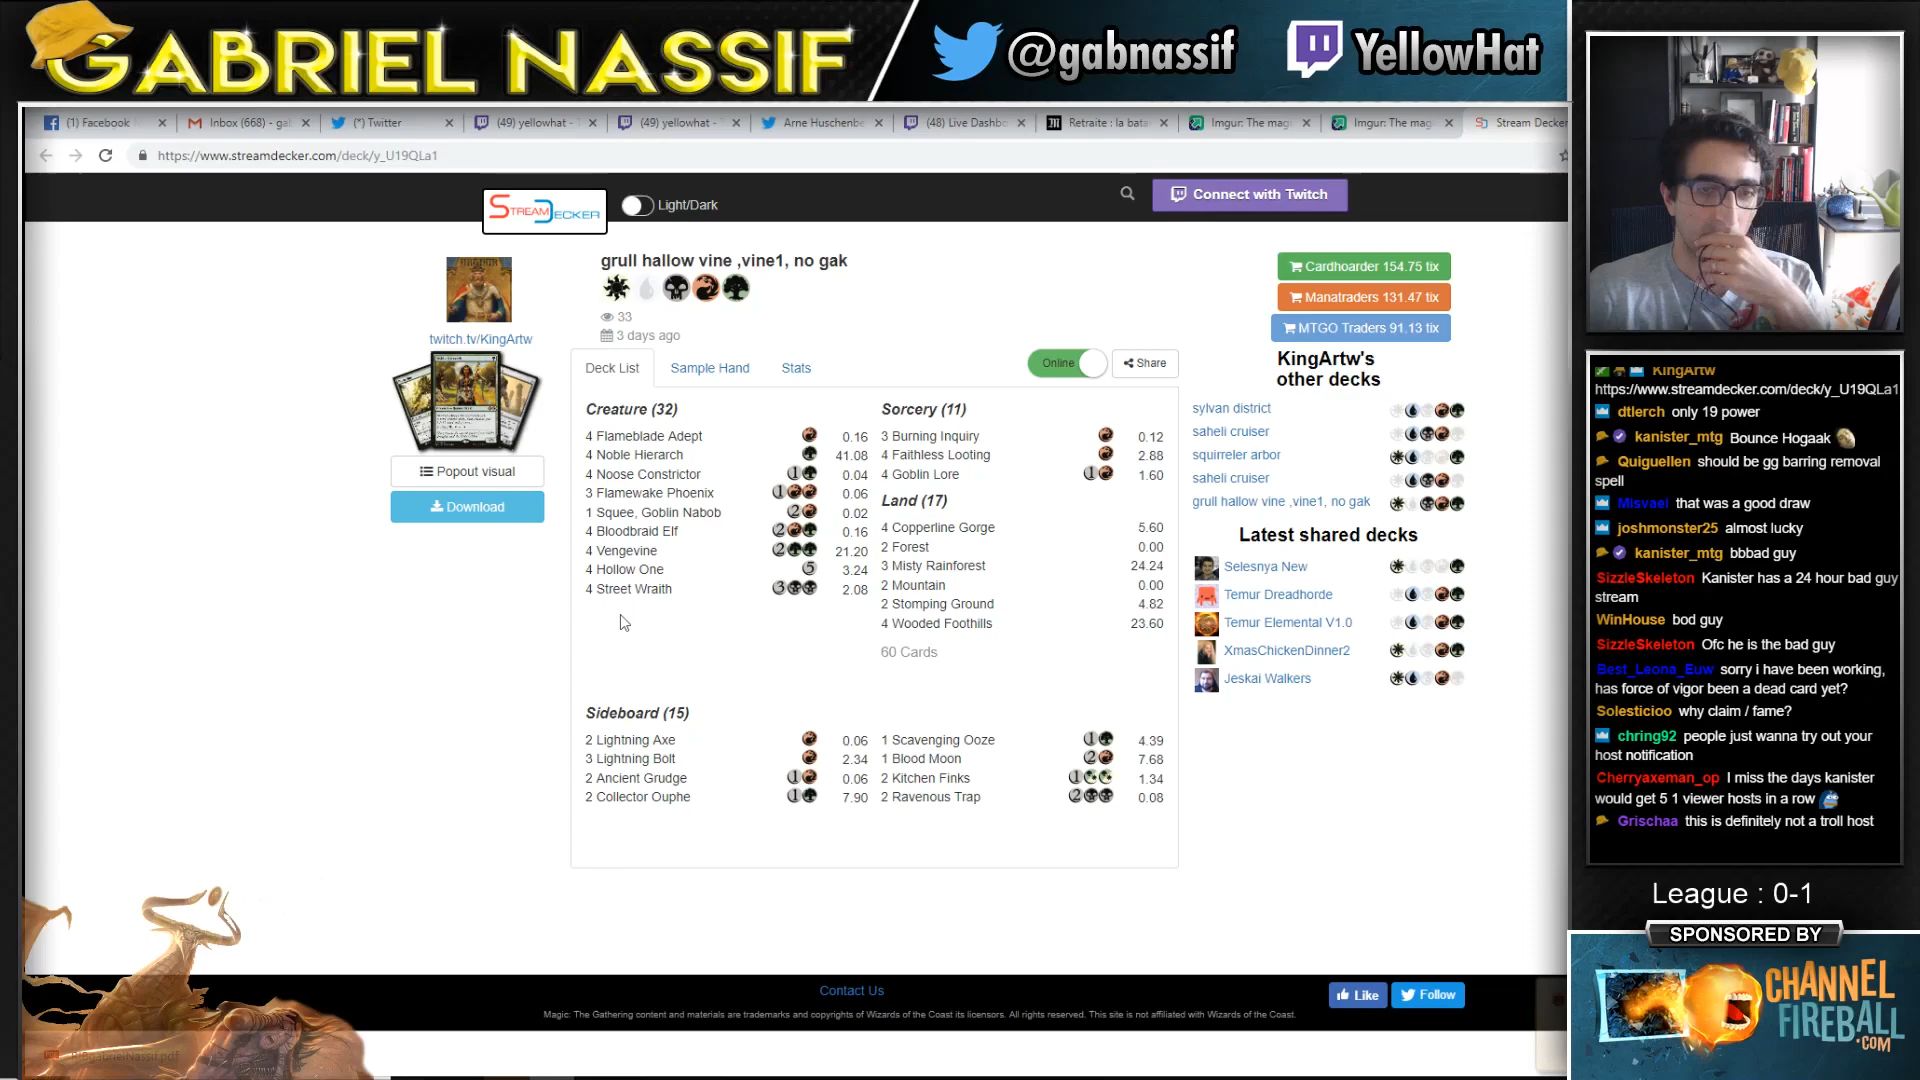 GABRIEL NASSIF
@gabnassif
YellowHat
(1) Facebook
Inbox (668) - gal
(*) Twitter
(49) yellowhat -
(49) yellowhat -
Arne Huschenbe
(48) Live Dashbo
Retraite : la bata
Imgur: The mag
Imgur: The mag
Stream Decker
https://www.streamdecker.com/deck/y_U19QLa1
STREAM DECKER
Light/Dark
Connect with Twitch
grull hallow vine ,vine1, no gak
33
3 days ago
twitch.tv/KingArtw
Popout visual
Download
Deck List
Sample Hand
Stats
Online
Share
Creature (32)
4 Flameblade Adept 0.16
4 Noble Hierarch 41.08
4 Noose Constrictor 1 0.04
3 Flamewake Phoenix 1 0.06
1 Squee, Goblin Nabob 2 0.02
4 Bloodbraid Elf 2 0.16
4 Vengevine 2 21.20
4 Hollow One 5 3.24
4 Street Wraith 3 2.08
Sorcery (11)
3 Burning Inquiry 0.12
4 Faithless Looting 2.88
4 Goblin Lore 1 1.60
Land (17)
4 Copperline Gorge 5.60
2 Forest 0.00
3 Misty Rainforest 24.24
2 Mountain 0.00
2 Stomping Ground 4.82
4 Wooded Foothills 23.60
60 Cards
Sideboard (15)
2 Lightning Axe 0.06
3 Lightning Bolt 2.34
2 Ancient Grudge 1 0.06
2 Collector Ouphe 1 7.90
1 Scavenging Ooze 1 4.39
1 Blood Moon 2 7.68
2 Kitchen Finks 1 1.34
2 Ravenous Trap 2 0.08
Cardhoarder 154.75 tix
Manatraders 131.47 tix
MTGO Traders 91.13 tix
KingArtw's
other decks
sylvan district
saheli cruiser
squirreler arbor
saheli cruiser
grull hallow vine ,vine1, no gak
Latest shared decks
Selesnya New
Temur Dreadhorde
Temur Elemental V1.0
XmasChickenDinner2
Jeskai Walkers
Contact Us
Like
Follow
Magic: The Gathering content and materials are trademarks and copyrights of Wizards of the Coast its licensors. All rights reserved. This site is not affiliated with Wizards of the Coast.
KingArtw
https://www.streamdecker.com/deck/y_U19QLa1
dtlerch only 19 power
kanister_mtg Bounce Hogaak
Quiguellen should be gg barring removal
spell
Misvael that was a good draw
joshmonster25 almost lucky
kanister_mtg bbbad guy
SizzleSkeleton Kanister has a 24 hour bad guy
stream
WinHouse bod guy
SizzleSkeleton Ofc he is the bad guy
Best_Leona_Euw sorry i have been working,
has force of vigor been a dead card yet?
Solesticioo why claim / fame?
chring92 people just wanna try out your
host notification
Cherryaxeman_op I miss the days kanister
would get 5 1 viewer hosts in a row
Grischaa this is definitely not a troll host
League : 0-1
SPONSORED BY
CHANNEL
FIREBALL
.COM